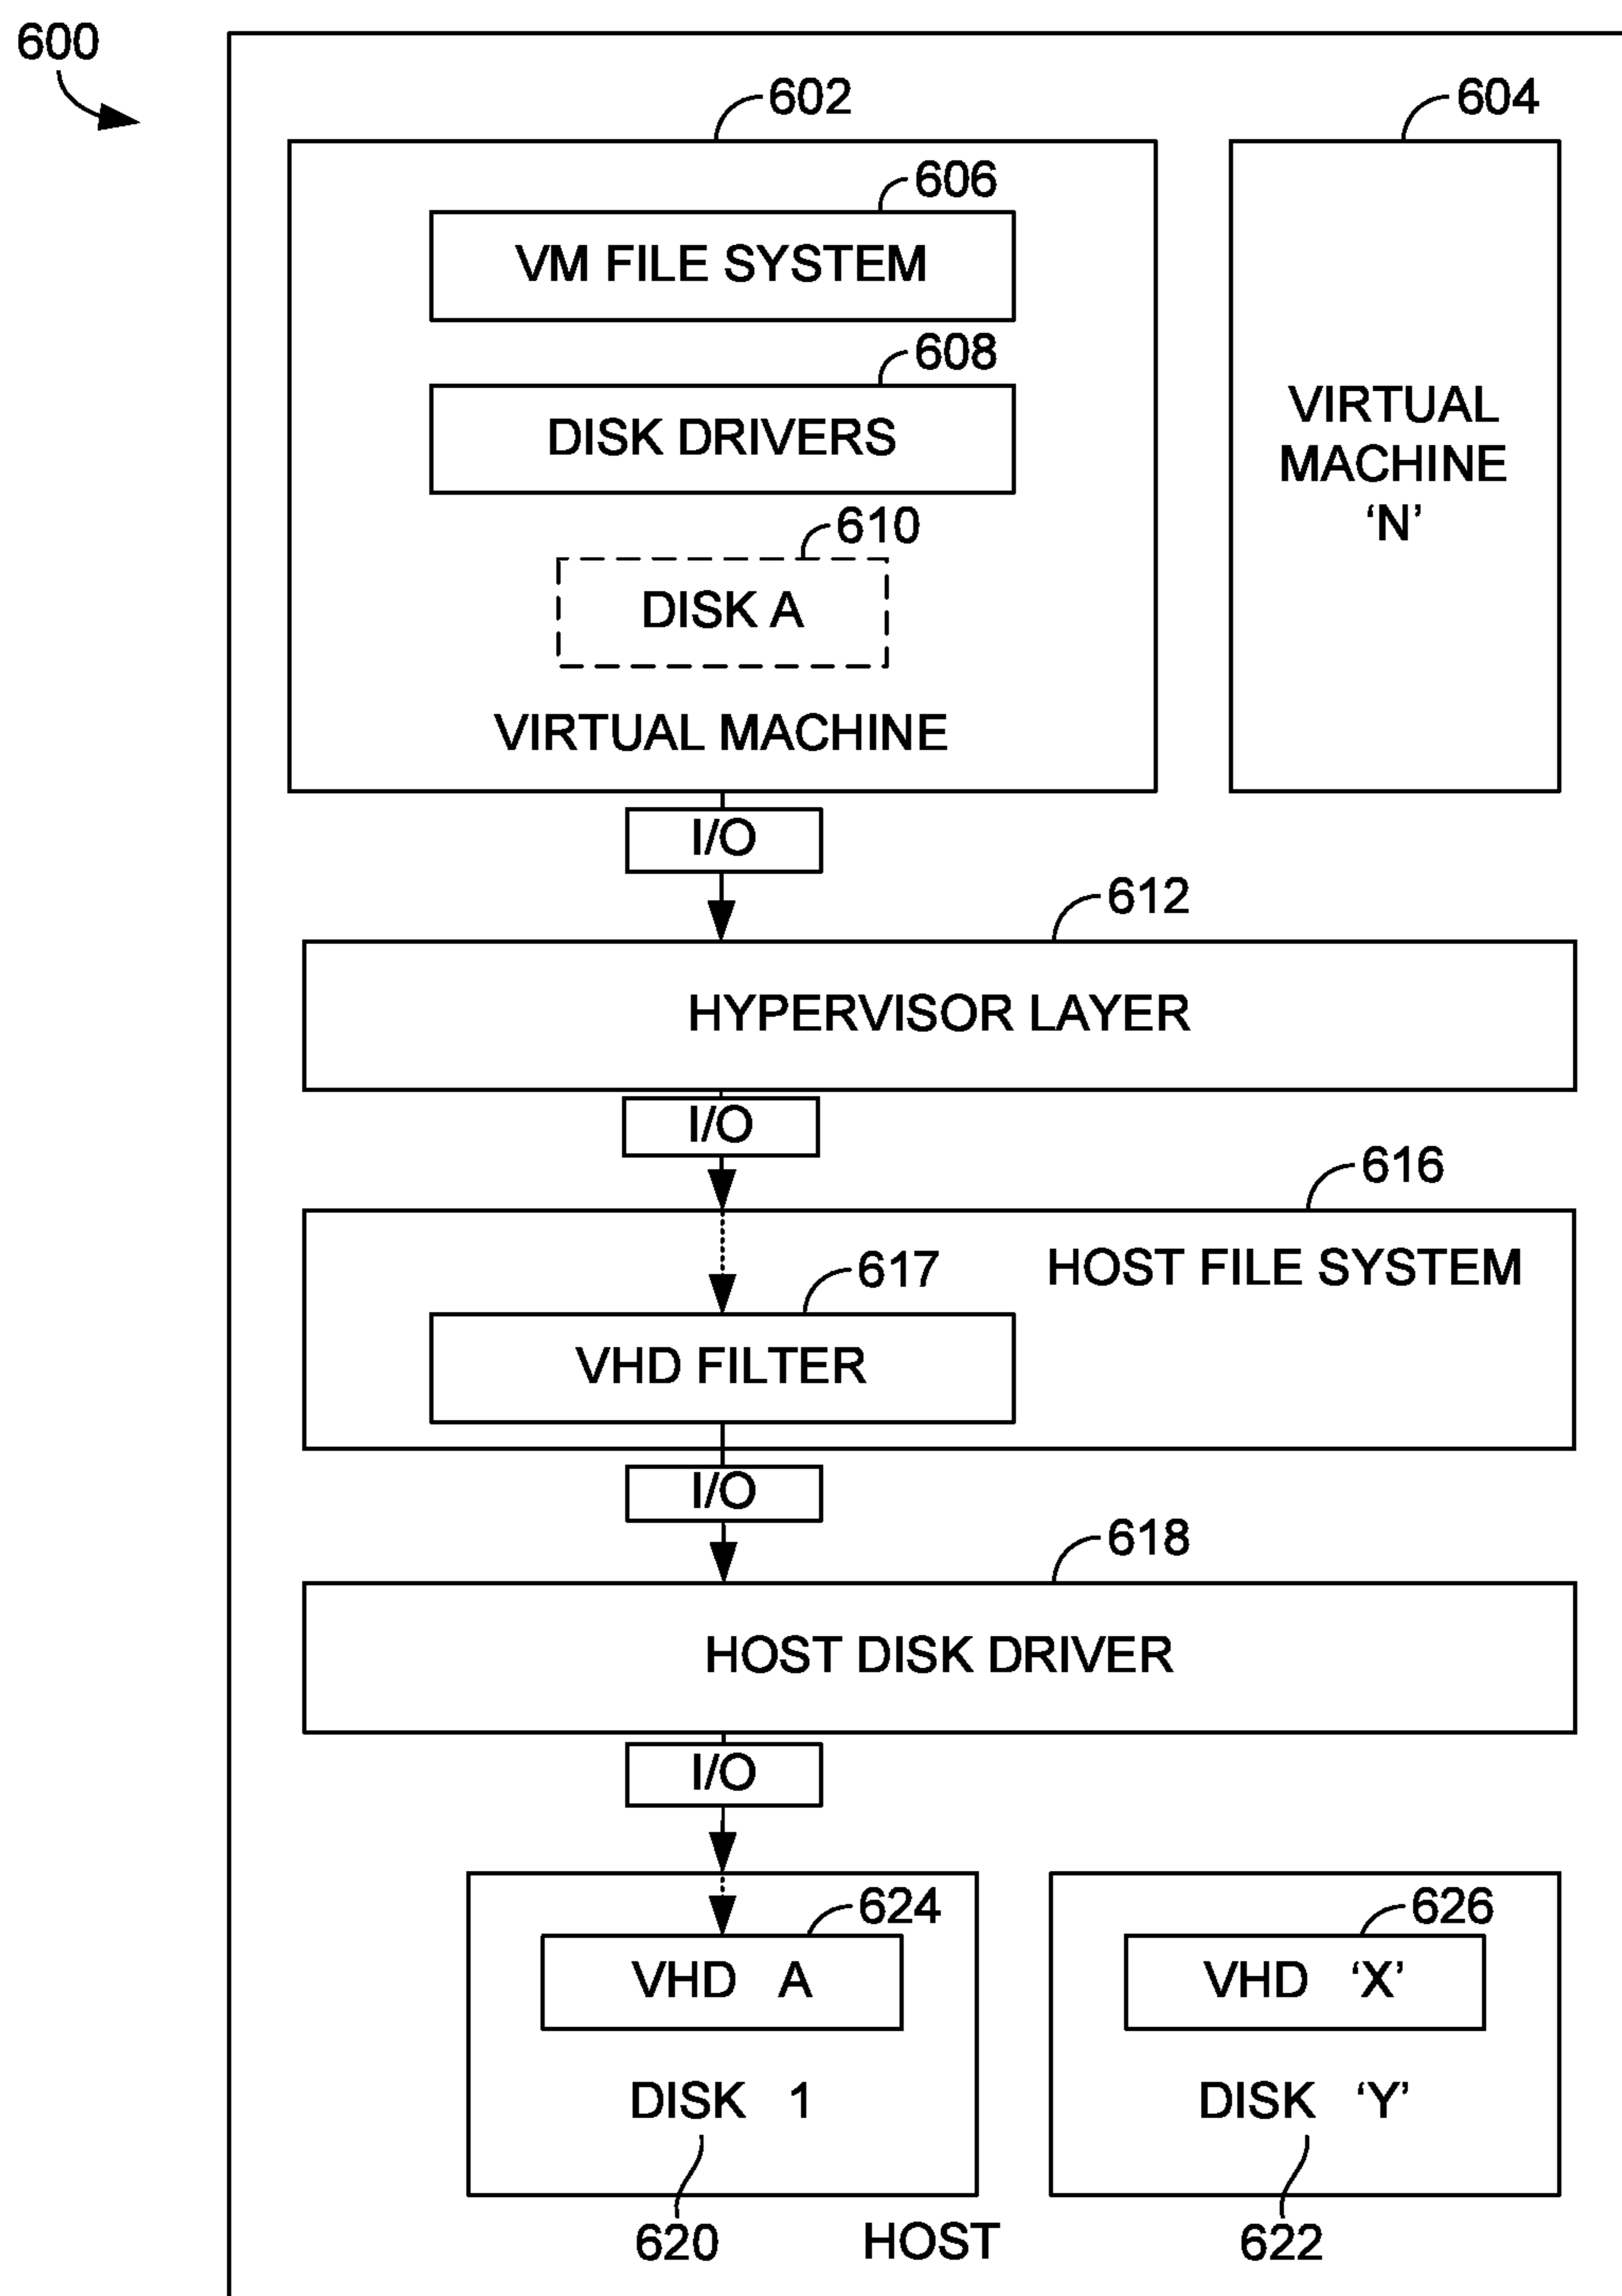 600
602
604
606
VM FILE SYSTEM
608
DISK DRIVERS
610
DISK A
VIRTUAL MACHINE
VIRTUAL
MACHINE
‘N’
I/O
612
HYPERVISOR LAYER
I/O
616
HOST FILE SYSTEM
617
VHD FILTER
I/O
618
HOST DISK DRIVER
I/O
624
VHD A
DISK 1
620
626
VHD ‘X’
DISK ‘Y’
622
HOST